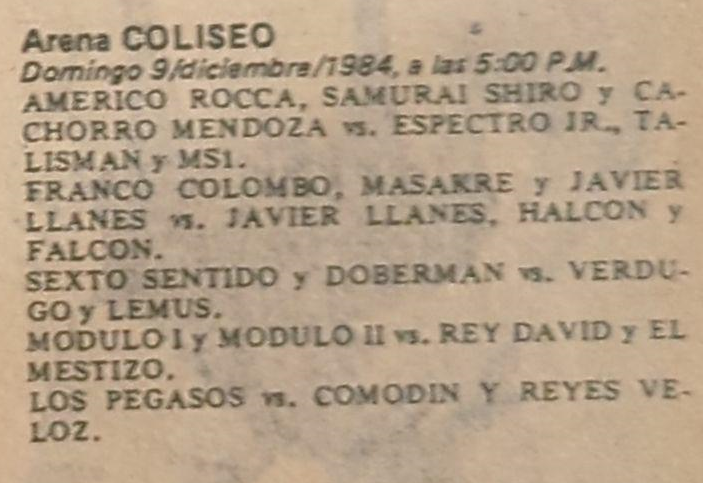 Arena COLISEO
Domingo 9/diciembre/1984, a las 5:00 P.M.
AMERICO ROCCA, SAMURAI SHIRO y CA-
CHORRO MENDOZA vs. ESPECTRO JR., TA-
LISMAN y MS1.
FRANCO COLOMBO, MASAKRE y JAVIER
LLANES vs. JAVIER LLANES, HALCON y
FALCON.
SEXTO SENTIDO y DOBERMAN vs. VERDU-
GO y LEMUS.
MODULO I y MODULO II vs. REY DAVID y EL
MESTIZO.
LOS PEGASOS vs. COMODIN Y REYES VE-
LOZ.